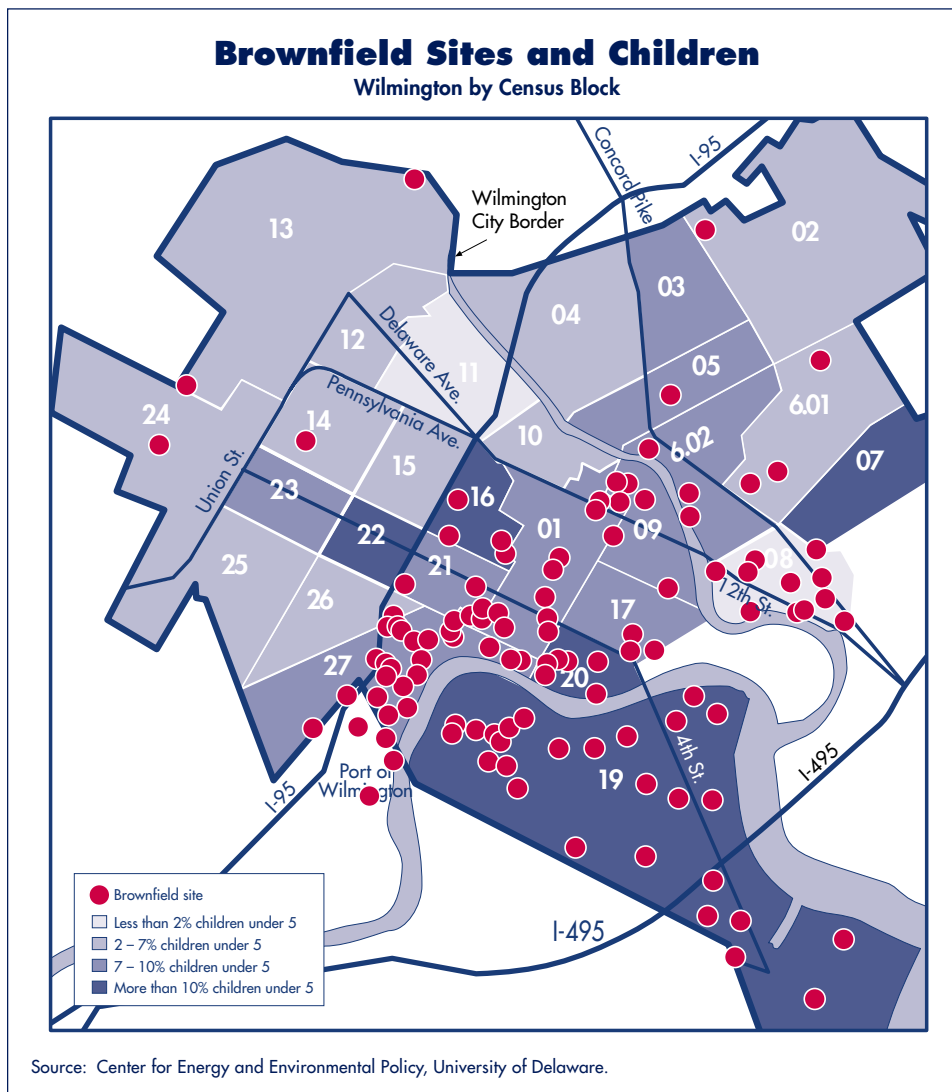 Brownfield Sites and Children
Wilmington by Census Block
Concord Pike
I-95
Wilmington
City Border
13
02
03
04
12
Delaware Ave.
11
05
Pennsylvania Ave.
6.01
24
14
10
6.02
15
07
Union St.
23
16
22
01
09
21
08
25
26
12th St.
17
27
20
4th St.
19
I-495
Port of
Wilmington
I-95
I-495
Brownfield site
Less than 2% children under 5
2 – 7% children under 5
7 – 10% children under 5
More than 10% children under 5
Source: Center for Energy and Environmental Policy, University of Delaware.